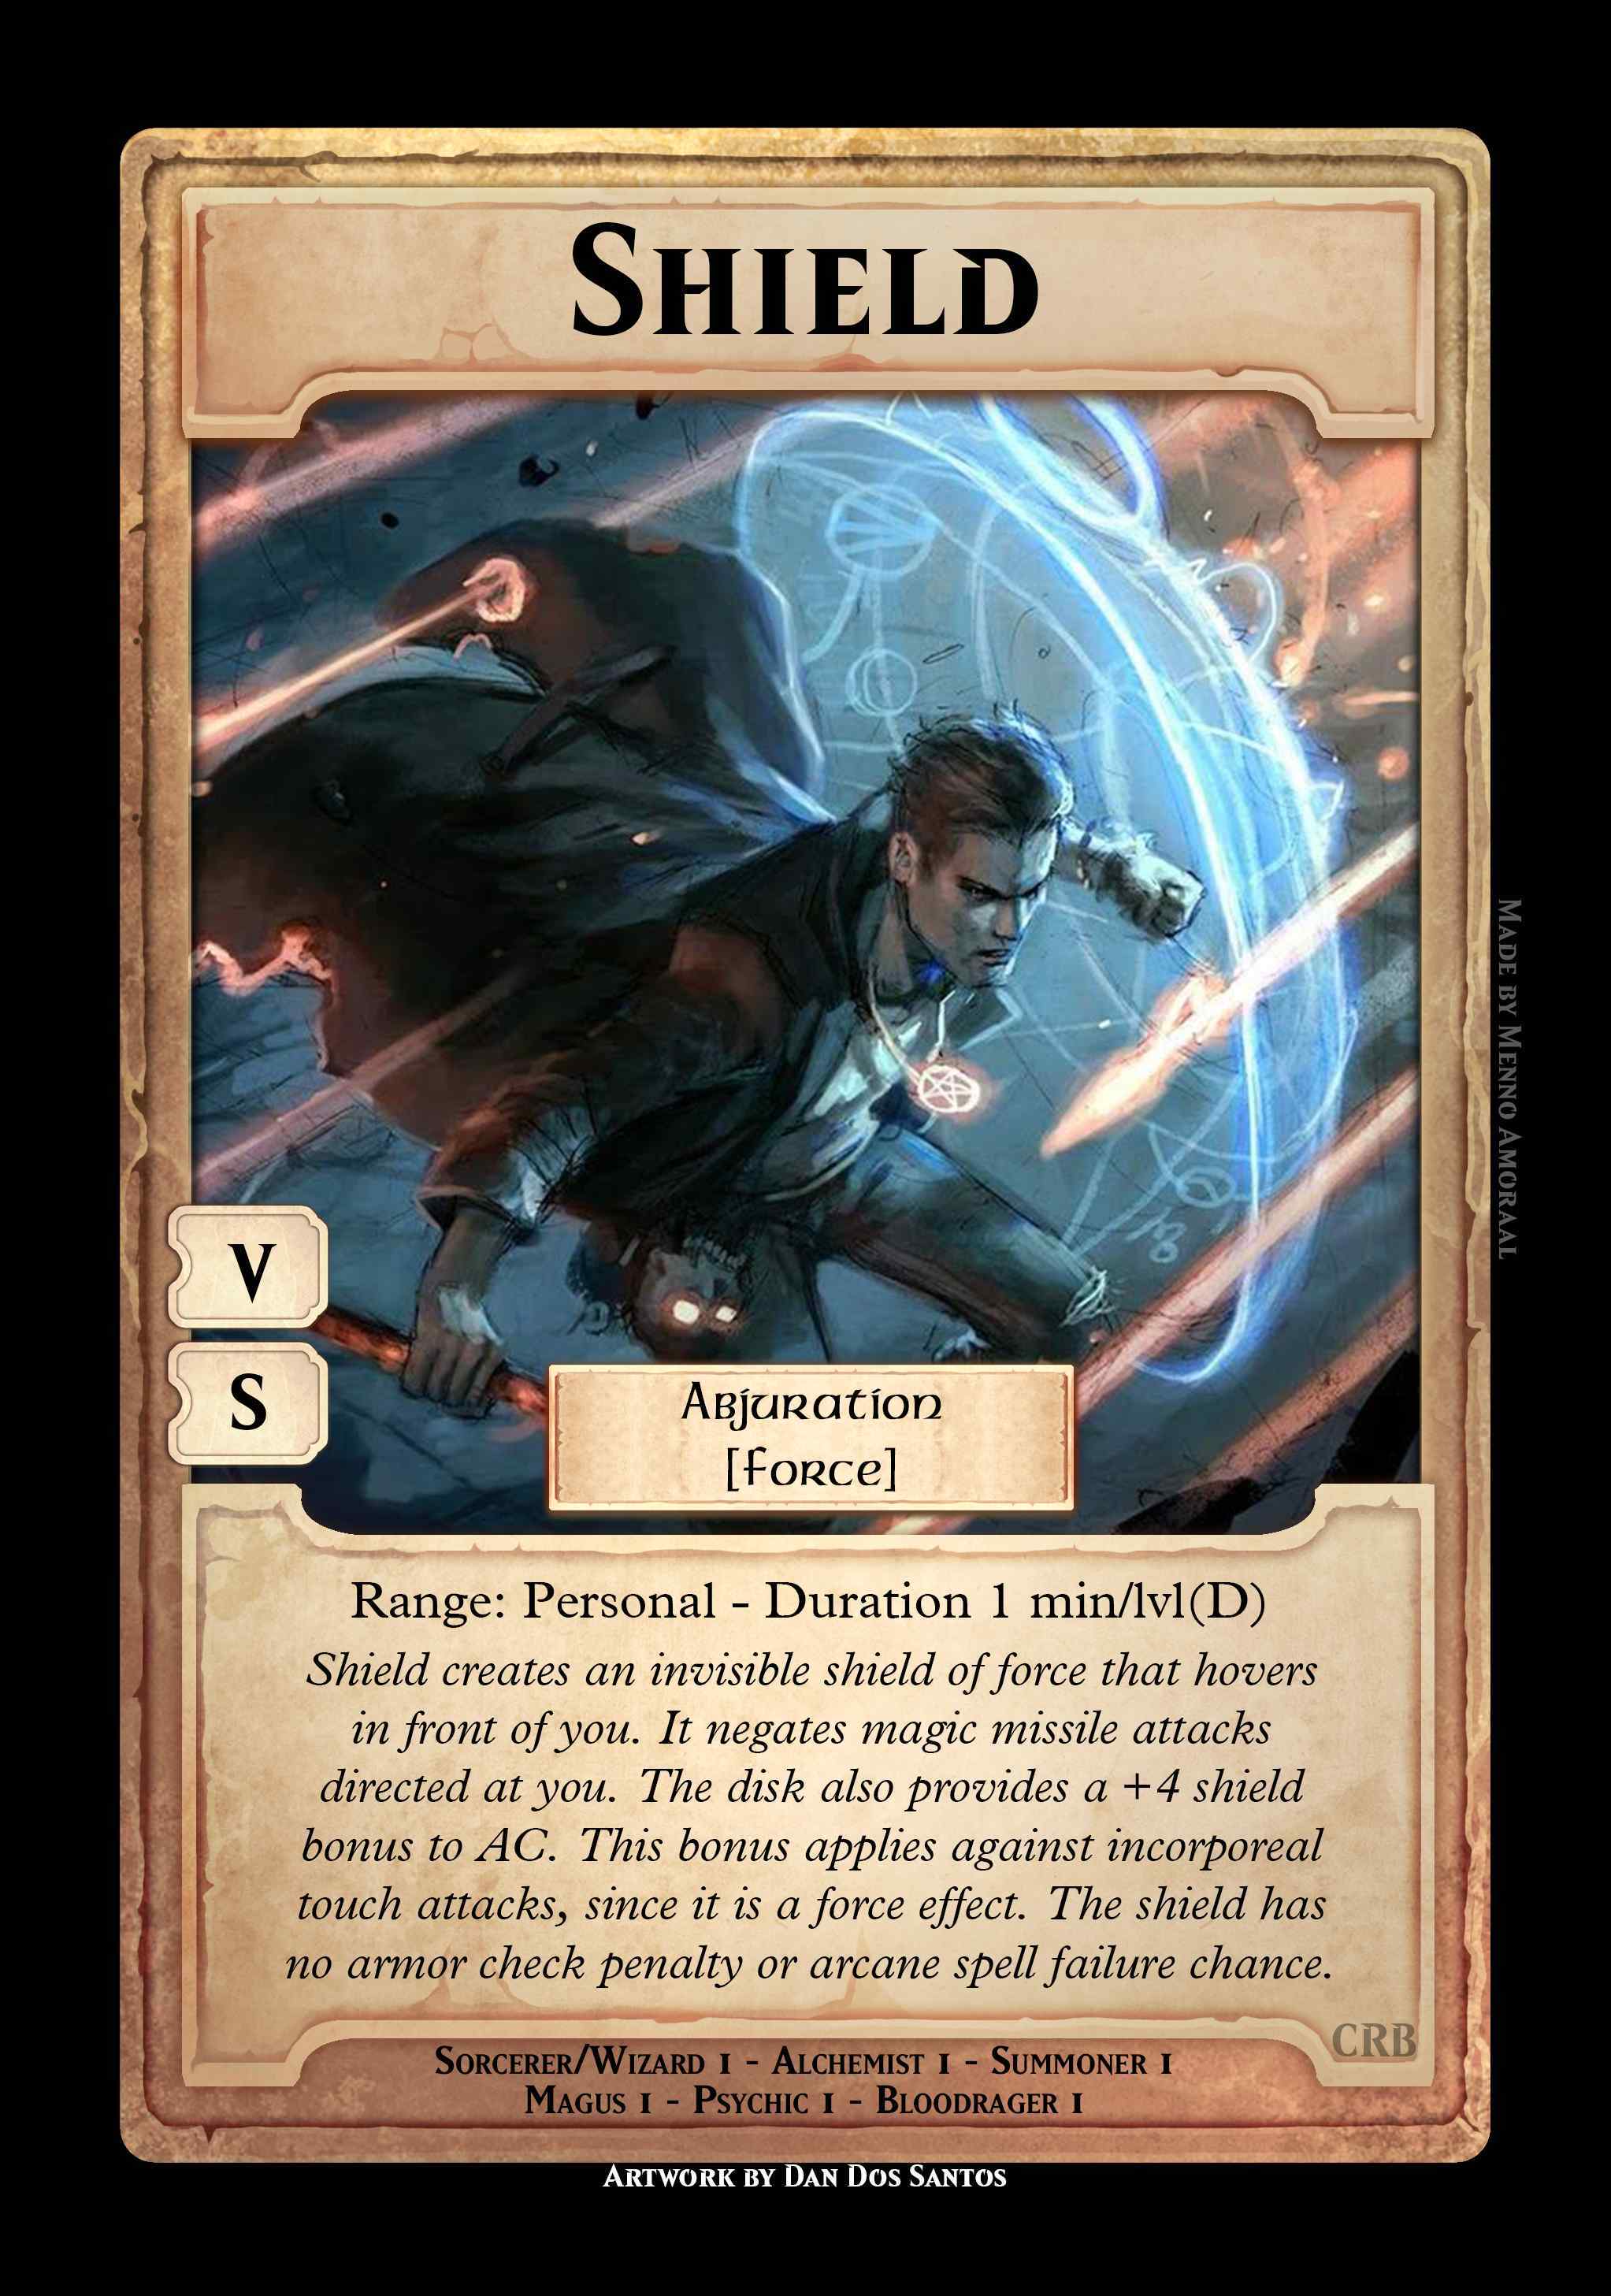 Shield
V
S
Abjuration
[Force]
Range: Personal - Duration 1 min/lvl(D)
Shield creates an invisible shield of force that hovers
in front of you. It negates magic missile attacks
directed at you. The disk also provides a +4 shield
bonus to AC. This bonus applies against incorporeal
touch attacks, since it is a force effect. The shield has
no armor check penalty or arcane spell failure chance.
CRB
Sorcerer/Wizard 1 - Alchemist 1 - Summoner 1
Magus 1 - Psychic 1 - Bloodrager 1
Artwork by Dan Dos Santos
Made by Menno Amoraal